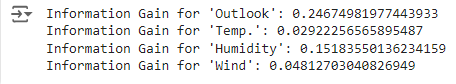 Information Gain for 'Outlook': 0.24674981977443933
Information Gain for 'Temp.': 0.02922256565895487
Information Gain for 'Humidity': 0.15183550136234159
Information Gain for 'Wind': 0.04812703040826949